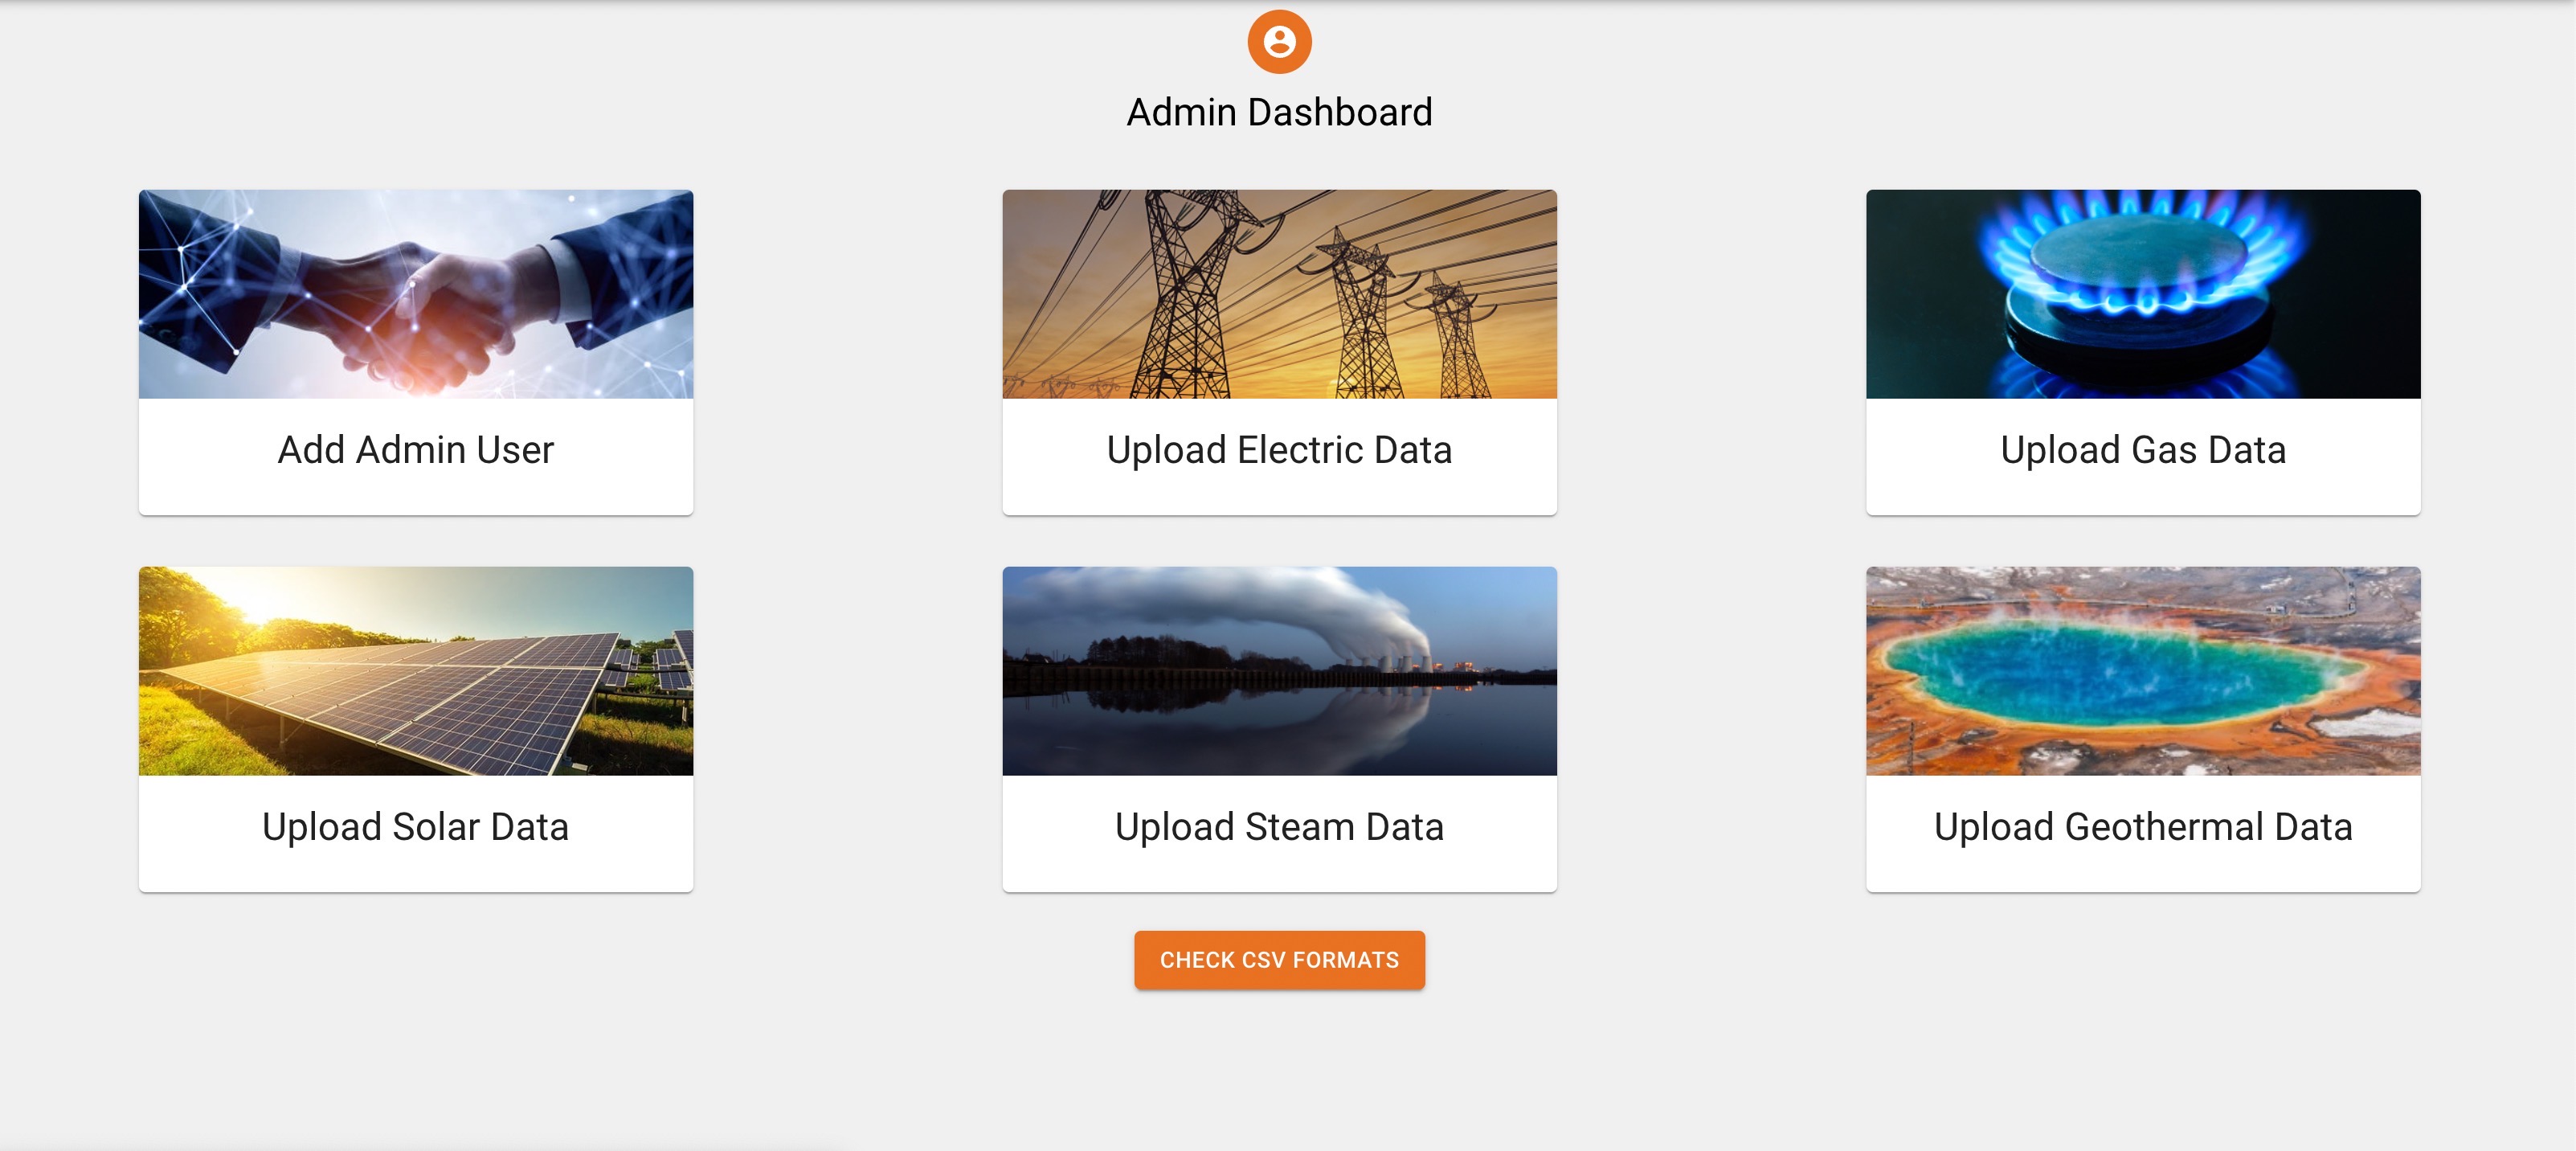 Admin Dashboard
Add Admin User
Upload Electric Data
Upload Gas Data
Upload Solar Data
Upload Steam Data
Upload Geothermal Data
CHECK CSV FORMATS